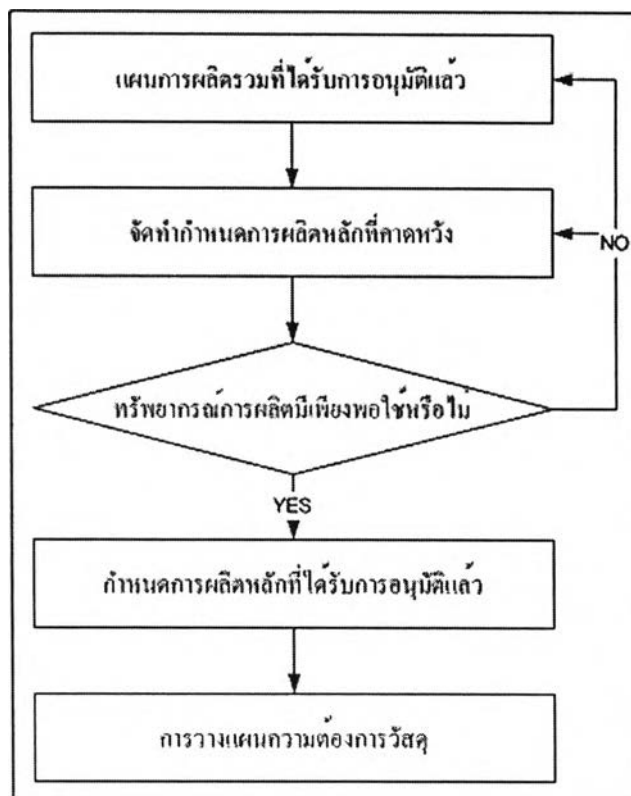 แผนการผลิตรวมที่ได้รับการอนุมัติแล้ว
จัดทำกำหนดการผลิตหลักที่คาดหวัง
NO
ทรัพยากรณ์การผลิตมีเพียงพอใช้หรือไม่
YES
กำหนดการผลิตหลักที่ได้รับการอนุมัติแล้ว
การวางแผนความต้องการวัสดุ